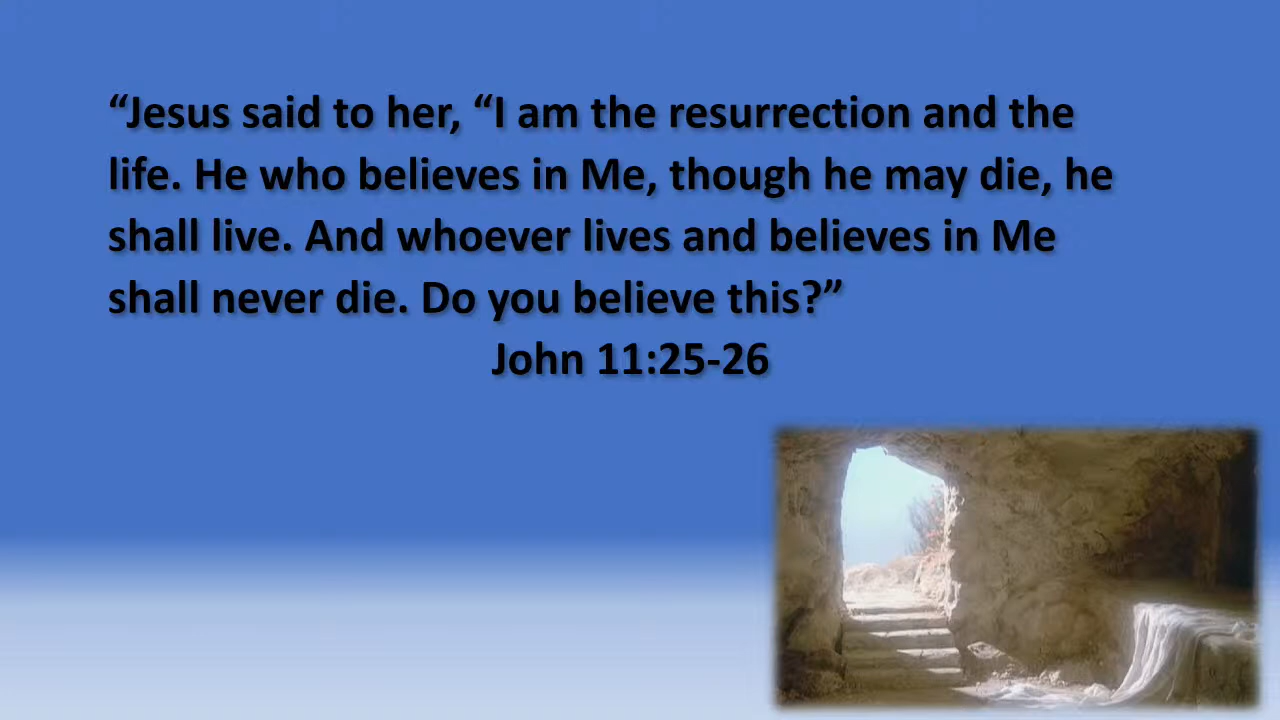 “Jesus said to her, “I am the resurrection and the
life. He who believes in Me, though he may die, he
shall live. And whoever lives and believes in Me
shall never die. Do you believe this?”
John 11:25-26